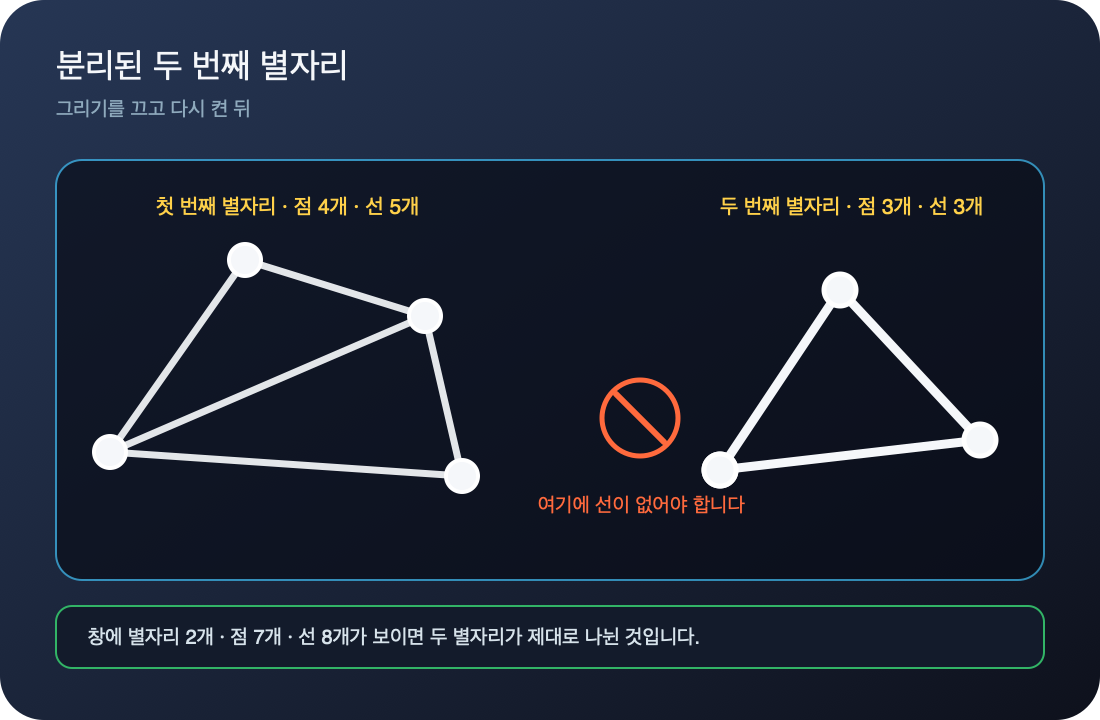 분리된 두 번째 별자리
그리기를 끄고 다시 켠 뒤
첫 번째 별자리 · 점 4개 · 선 5개
두 번째 별자리 · 점 3개 · 선 3개
여기에 선이 없어야 합니다
창에 별자리 2개 · 점 7개 · 선 8개가 보이면 두 별자리가 제대로 나뉜 것입니다.